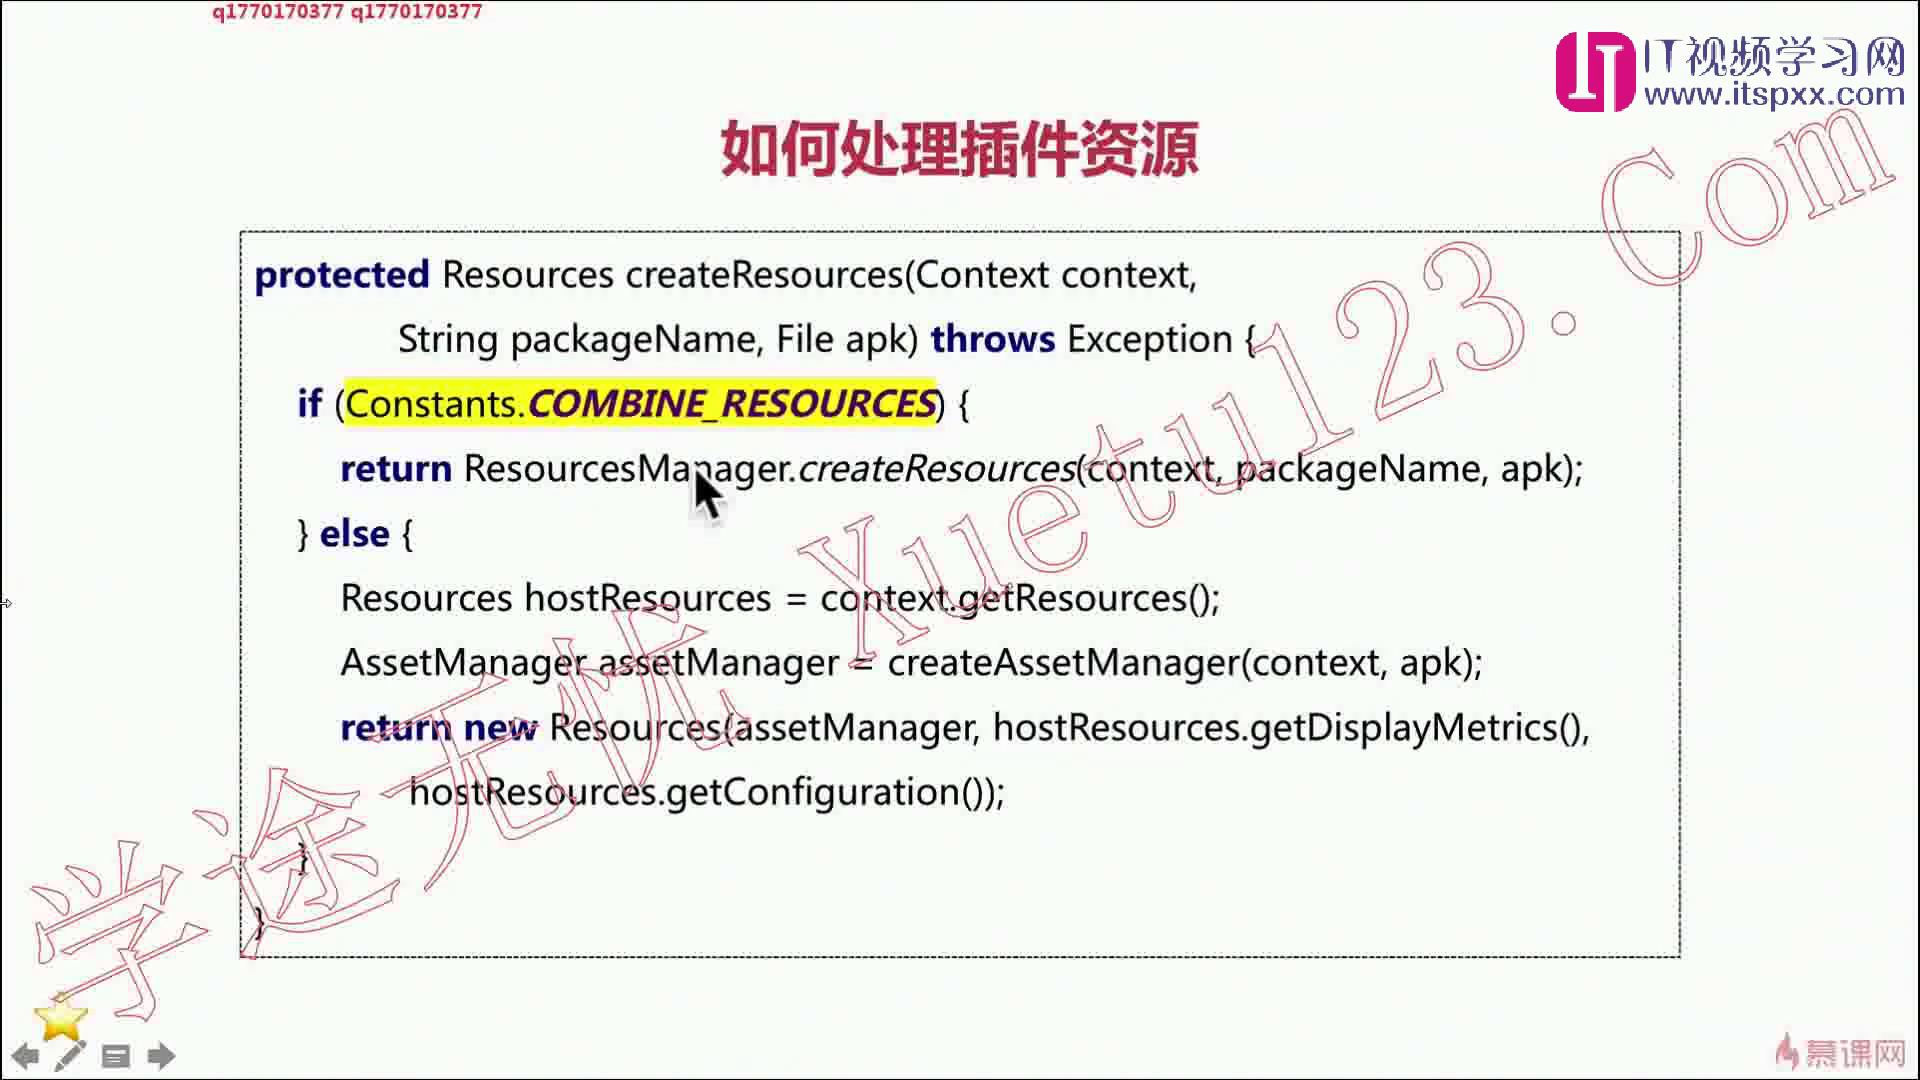 q1770170377 q1770170377
IT视频学习网
www.itspxx.com
如何处理插件资源
protected Resources createResources(Context context,
String packageName, File apk) throws Exception {
if (Constants.COMBINE_RESOURCES) {
return ResourcesManager.createResources(context, packageName, apk);
} else {
Resources hostResources = context.getResources();
AssetManager assetManager = createAssetManager(context, apk);
return new Resources(assetManager, hostResources.getDisplayMetrics(),
hostResources.getConfiguration());
}
}
学途无忧 Xuetu123.Com
慕课网